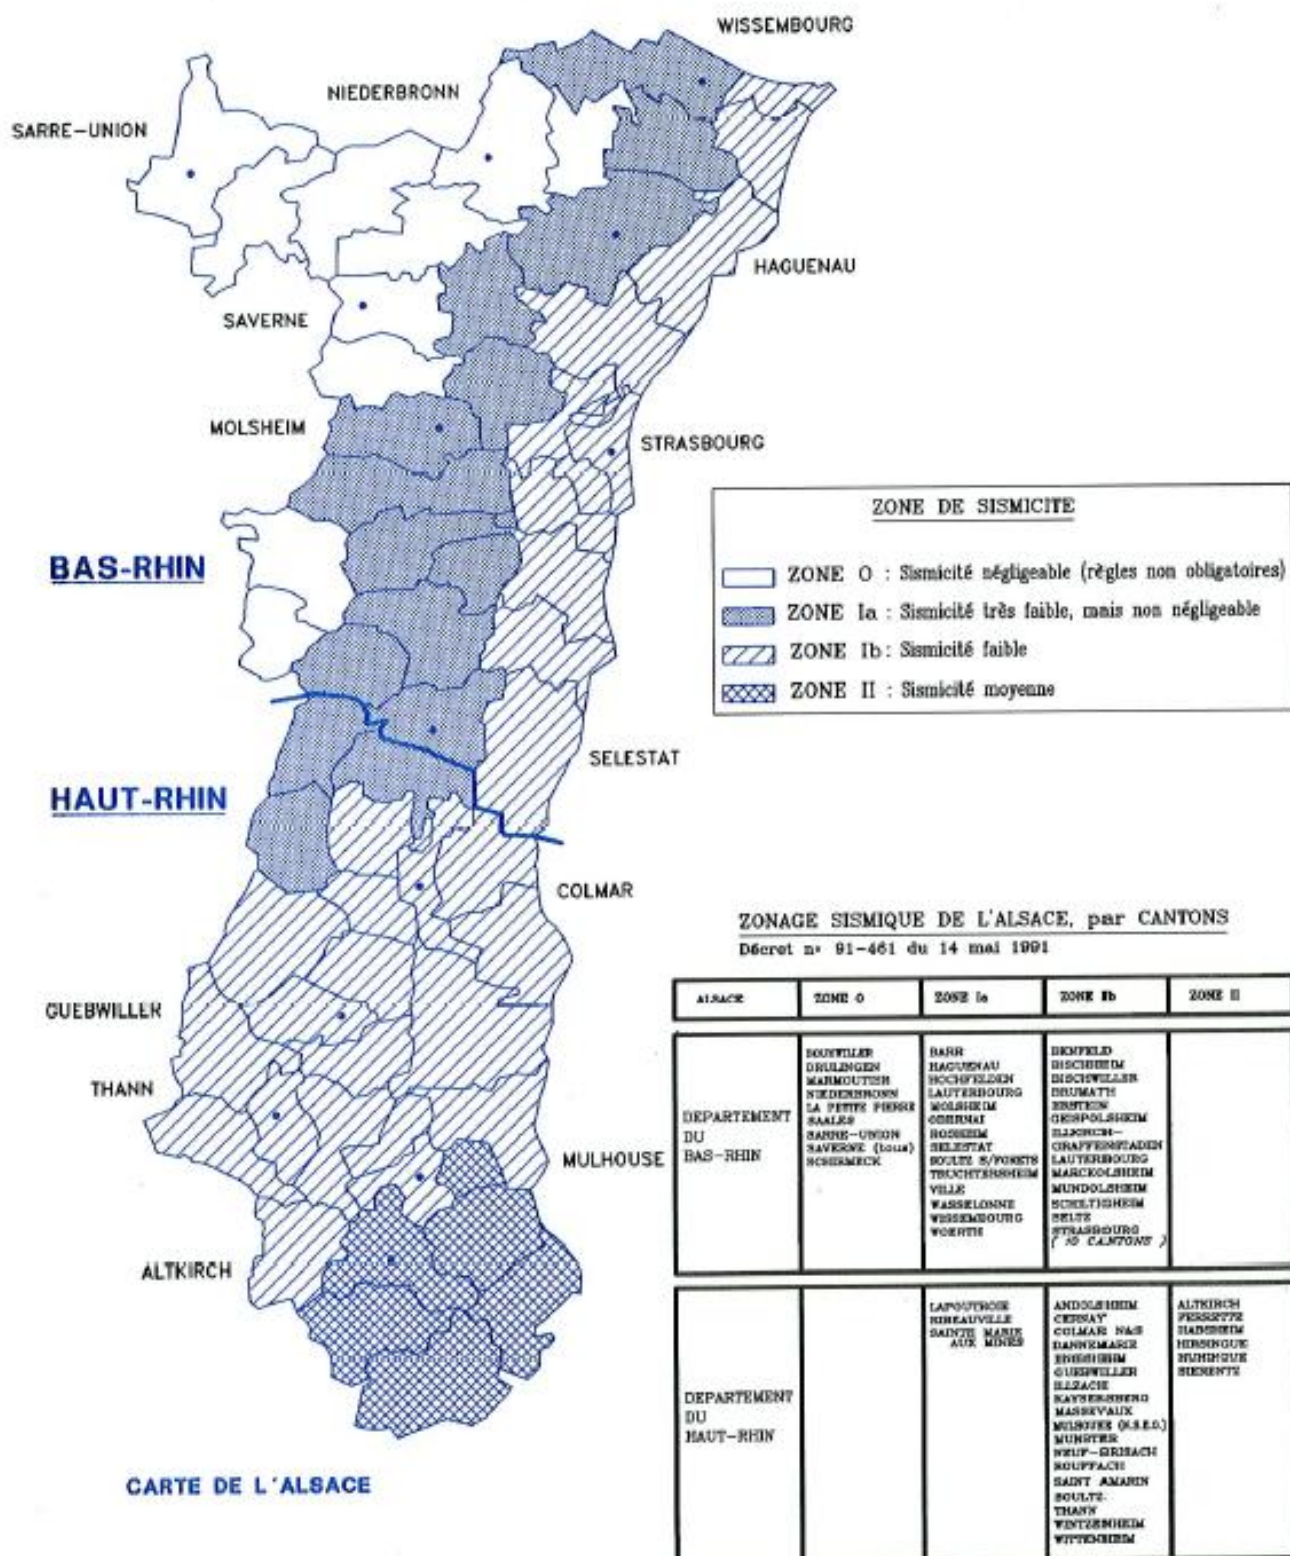 WISSEMBOURG
NIEDERBRONN
SARRE-UNION
HAGUENAU
SAVERNE
MOLSHEIM
STRASBOURG
ZONE DE SISMICITE
ZONE O : Sismicité négligeable (règles non obligatoires)
ZONE Ia : Sismicité très faible, mais non négligeable
ZONE Ib : Sismicité faible
ZONE II : Sismicité moyenne
BAS-RHIN
SELESTAT
HAUT-RHIN
COLMAR
GUEBWILLER
THANN
MULHOUSE
ALTKIRCH
CARTE DE L'ALSACE
ZONAGE SISMIQUE DE L'ALSACE, par CANTONS
Décret n° 91-461 du 14 mai 1991
ALSACE
ZONE O
ZONE Ia
ZONE Ib
ZONE II
DEPARTEMENT
DU
BAS-RHIN
BOUXWILLER
DRULINGEN
MARMOUTIER
NIEDERBRONN
LA PETITE PIERRE
SAALES
SARRE-UNION
SAVERNE (tous)
SCHIRMECK
BARR
HAGUENAU
HOCHFELDEN
LAUTERBOURG
MOLSHEIM
OBERNAI
ROSHEIM
SELESTAT
SOULTZ S/FORETS
TRUCHTERSHEIM
VILLE
WASSELONNE
WISSEMBOURG
WOERTH
BENFELD
BISCHHEIM
BISCHWILLER
BRUMATH
ERSTEIN
GEISPOLSHEIM
ILLKIRCH-
GRAFFENSTADEN
LAUTERBOURG
MARCKOLSHEIM
MUNDOLSHEIM
SCHILTIGHEIM
SELTZ
STRASBOURG
( 10 CANTONS )
DEPARTEMENT
DU
HAUT-RHIN
LAPOUTROIE
RIBEAUVILLE
SAINTE MARIE
AUX MINES
ANDOLSHEIM
CERNAY
COLMAR N&S
DANNEMARIE
ENSISHEIM
GUEBWILLER
ILLZACH
KAYSERSBERG
MASSEVAUX
MULHOUSE (N.S.E.O.)
MUNSTER
NEUF-BRISACH
ROUFFACH
SAINT AMARIN
SOULTZ.
THANN
WINTZENHEIM
WITTENHEIM
ALTKIRCH
FERRETTE
HABSHEIM
HIRSINGUE
HUNINGUE
SIERENTZ